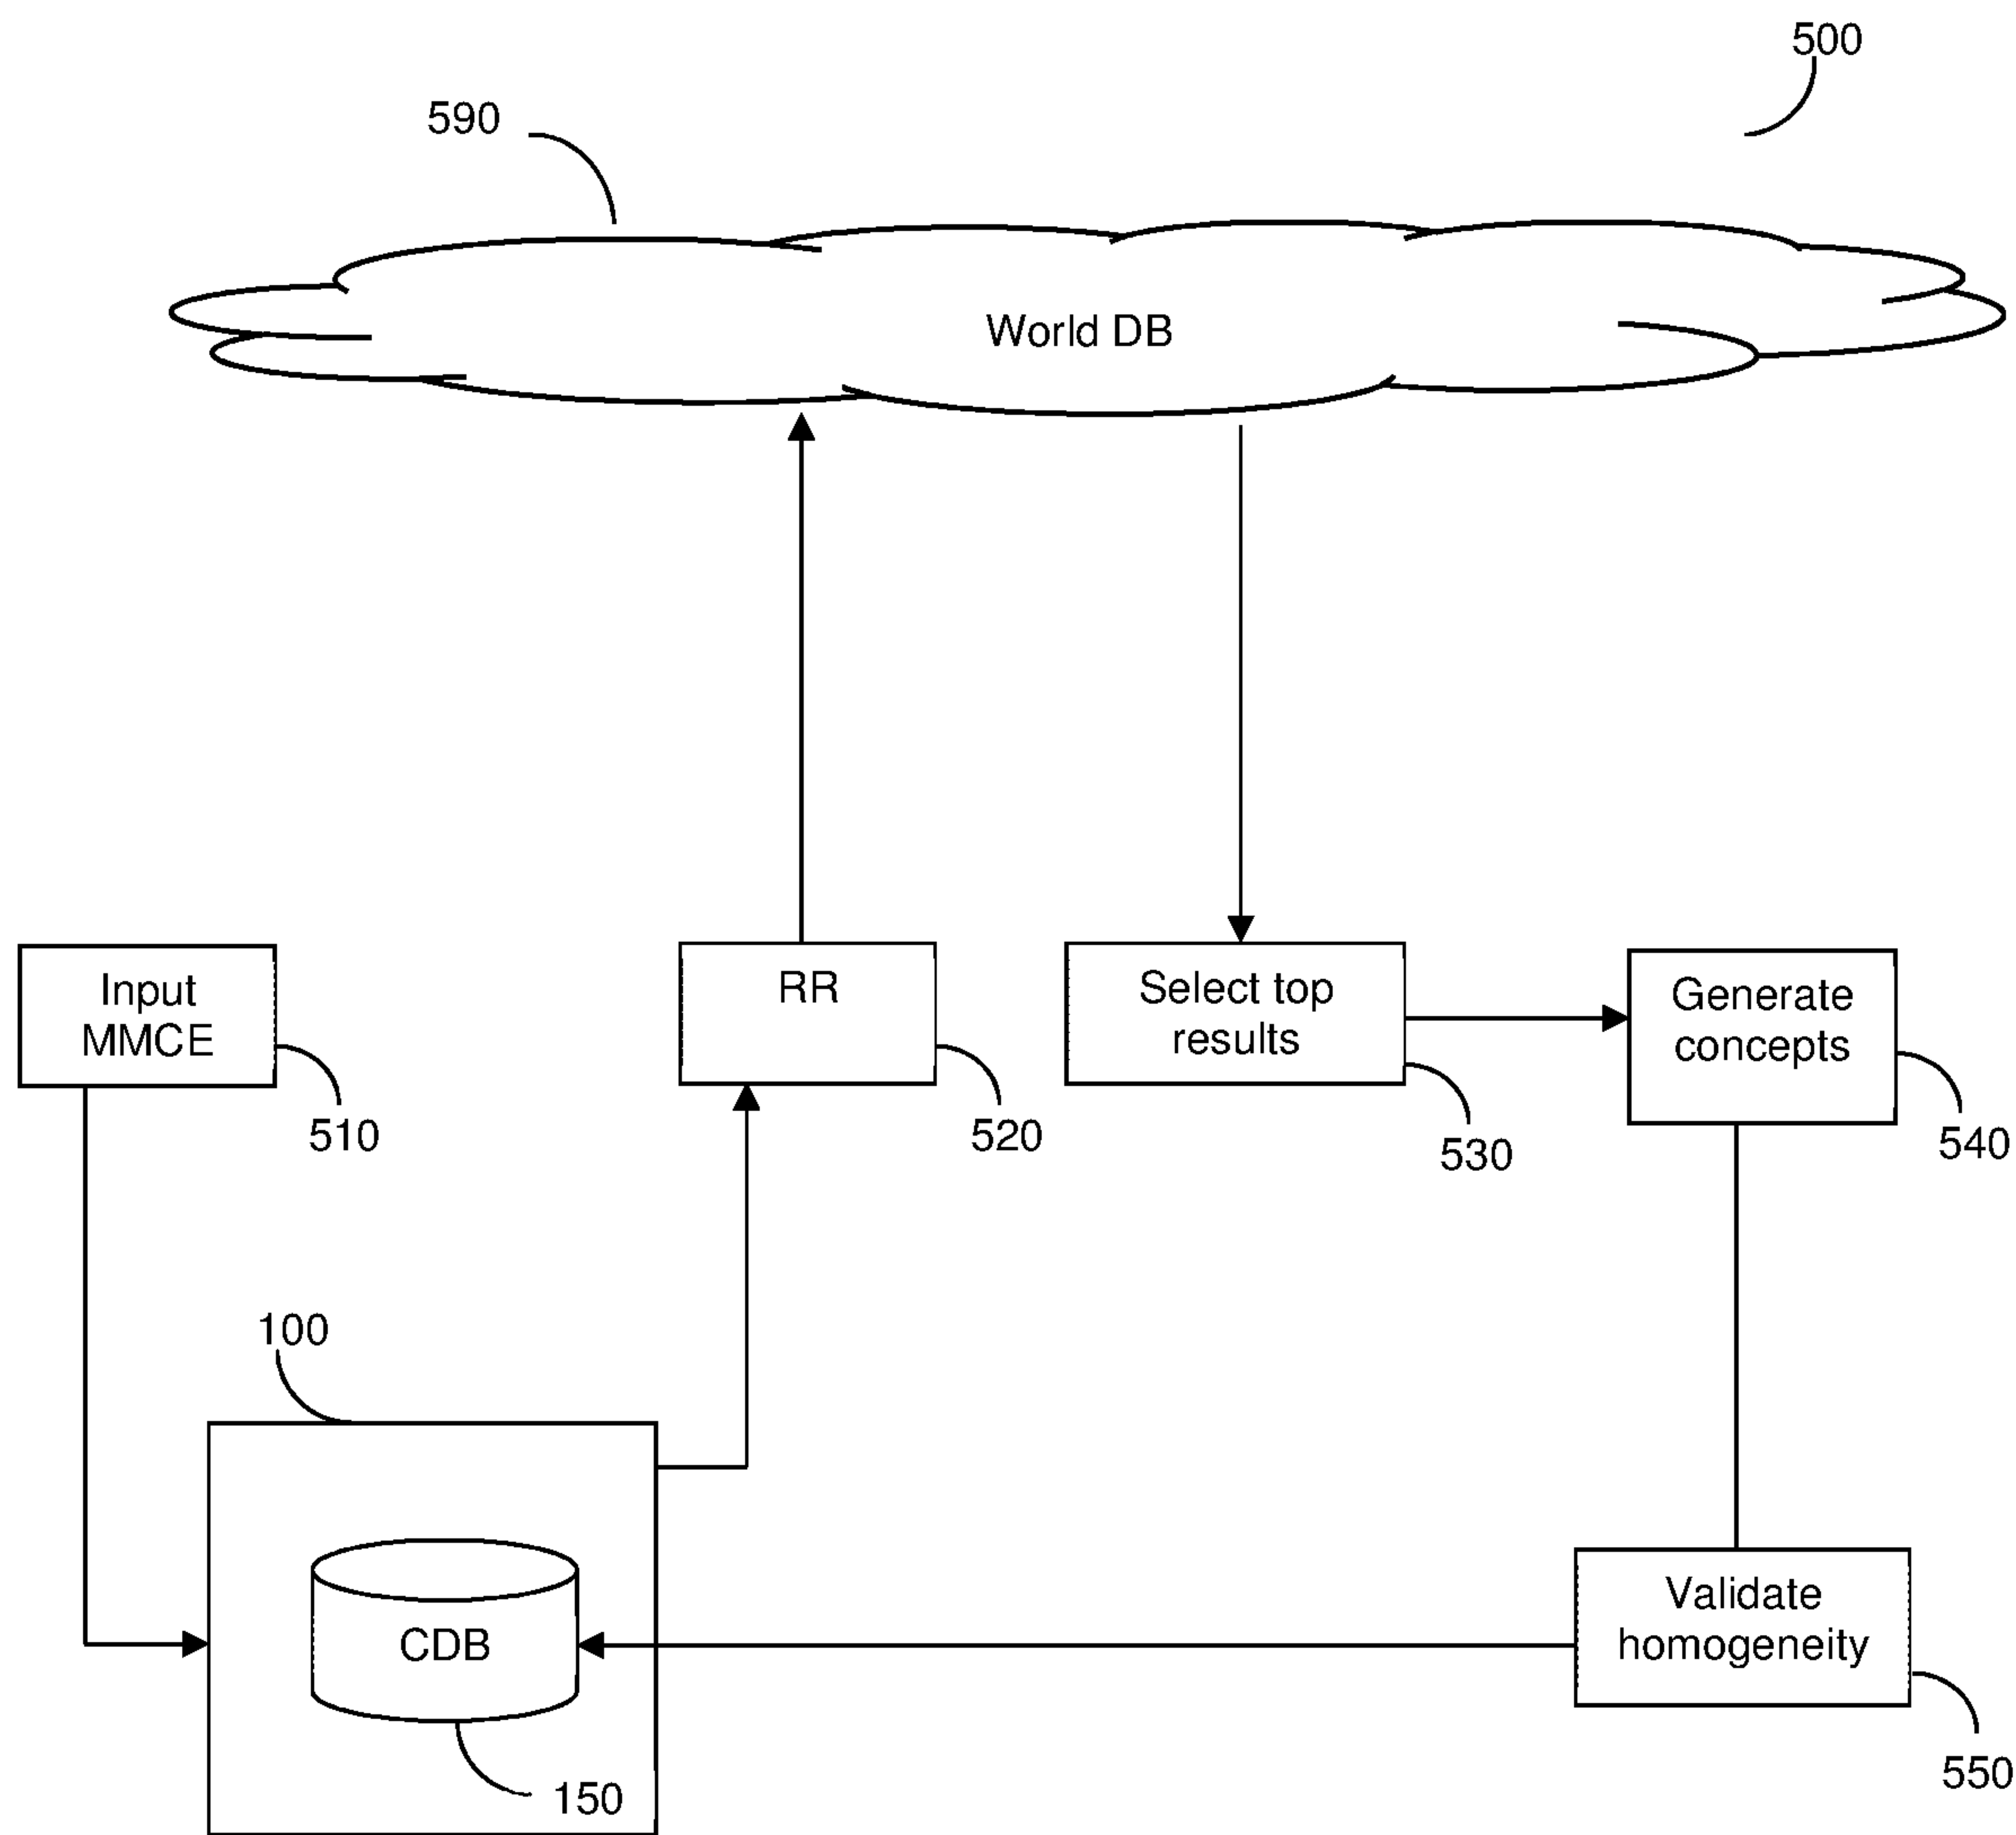 500
590
World DB
Input
MMCE
510
RR
520
Select top
results
530
Generate
concepts
540
100
CDB
150
Validate
homogeneity
550